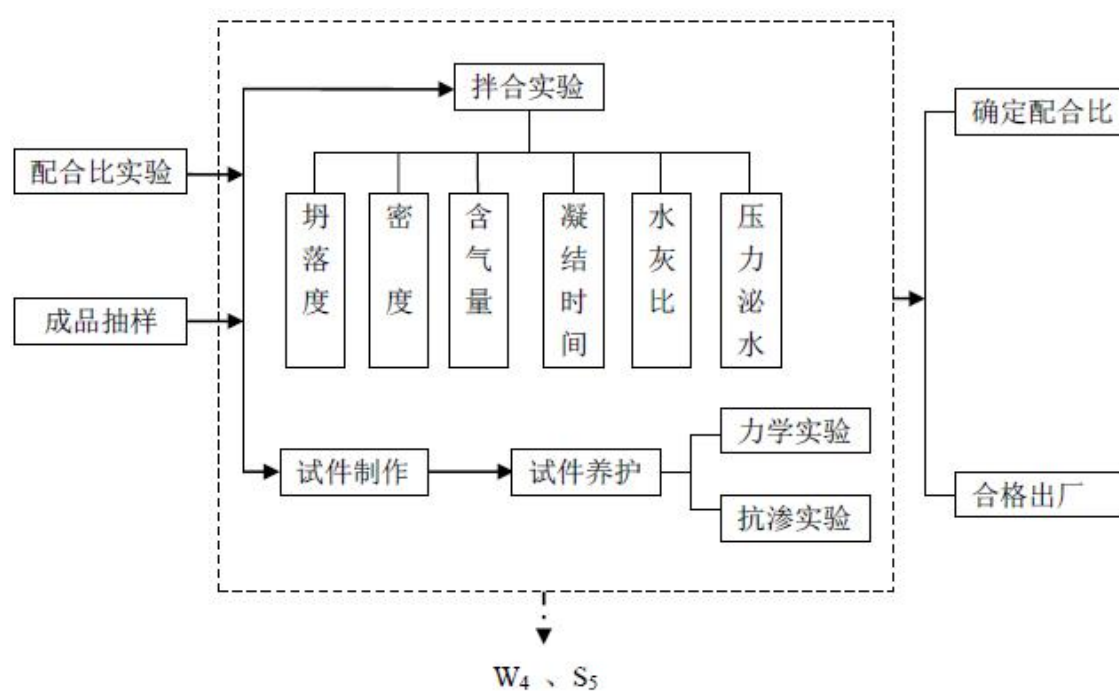 拌合实验
确定配合比
配合比实验
坍落度
密度
含气量
凝结时间
水灰比
压力泌水
成品抽样
力学实验
试件制作
试件养护
合格出厂
抗渗实验
W₄ 、S₅